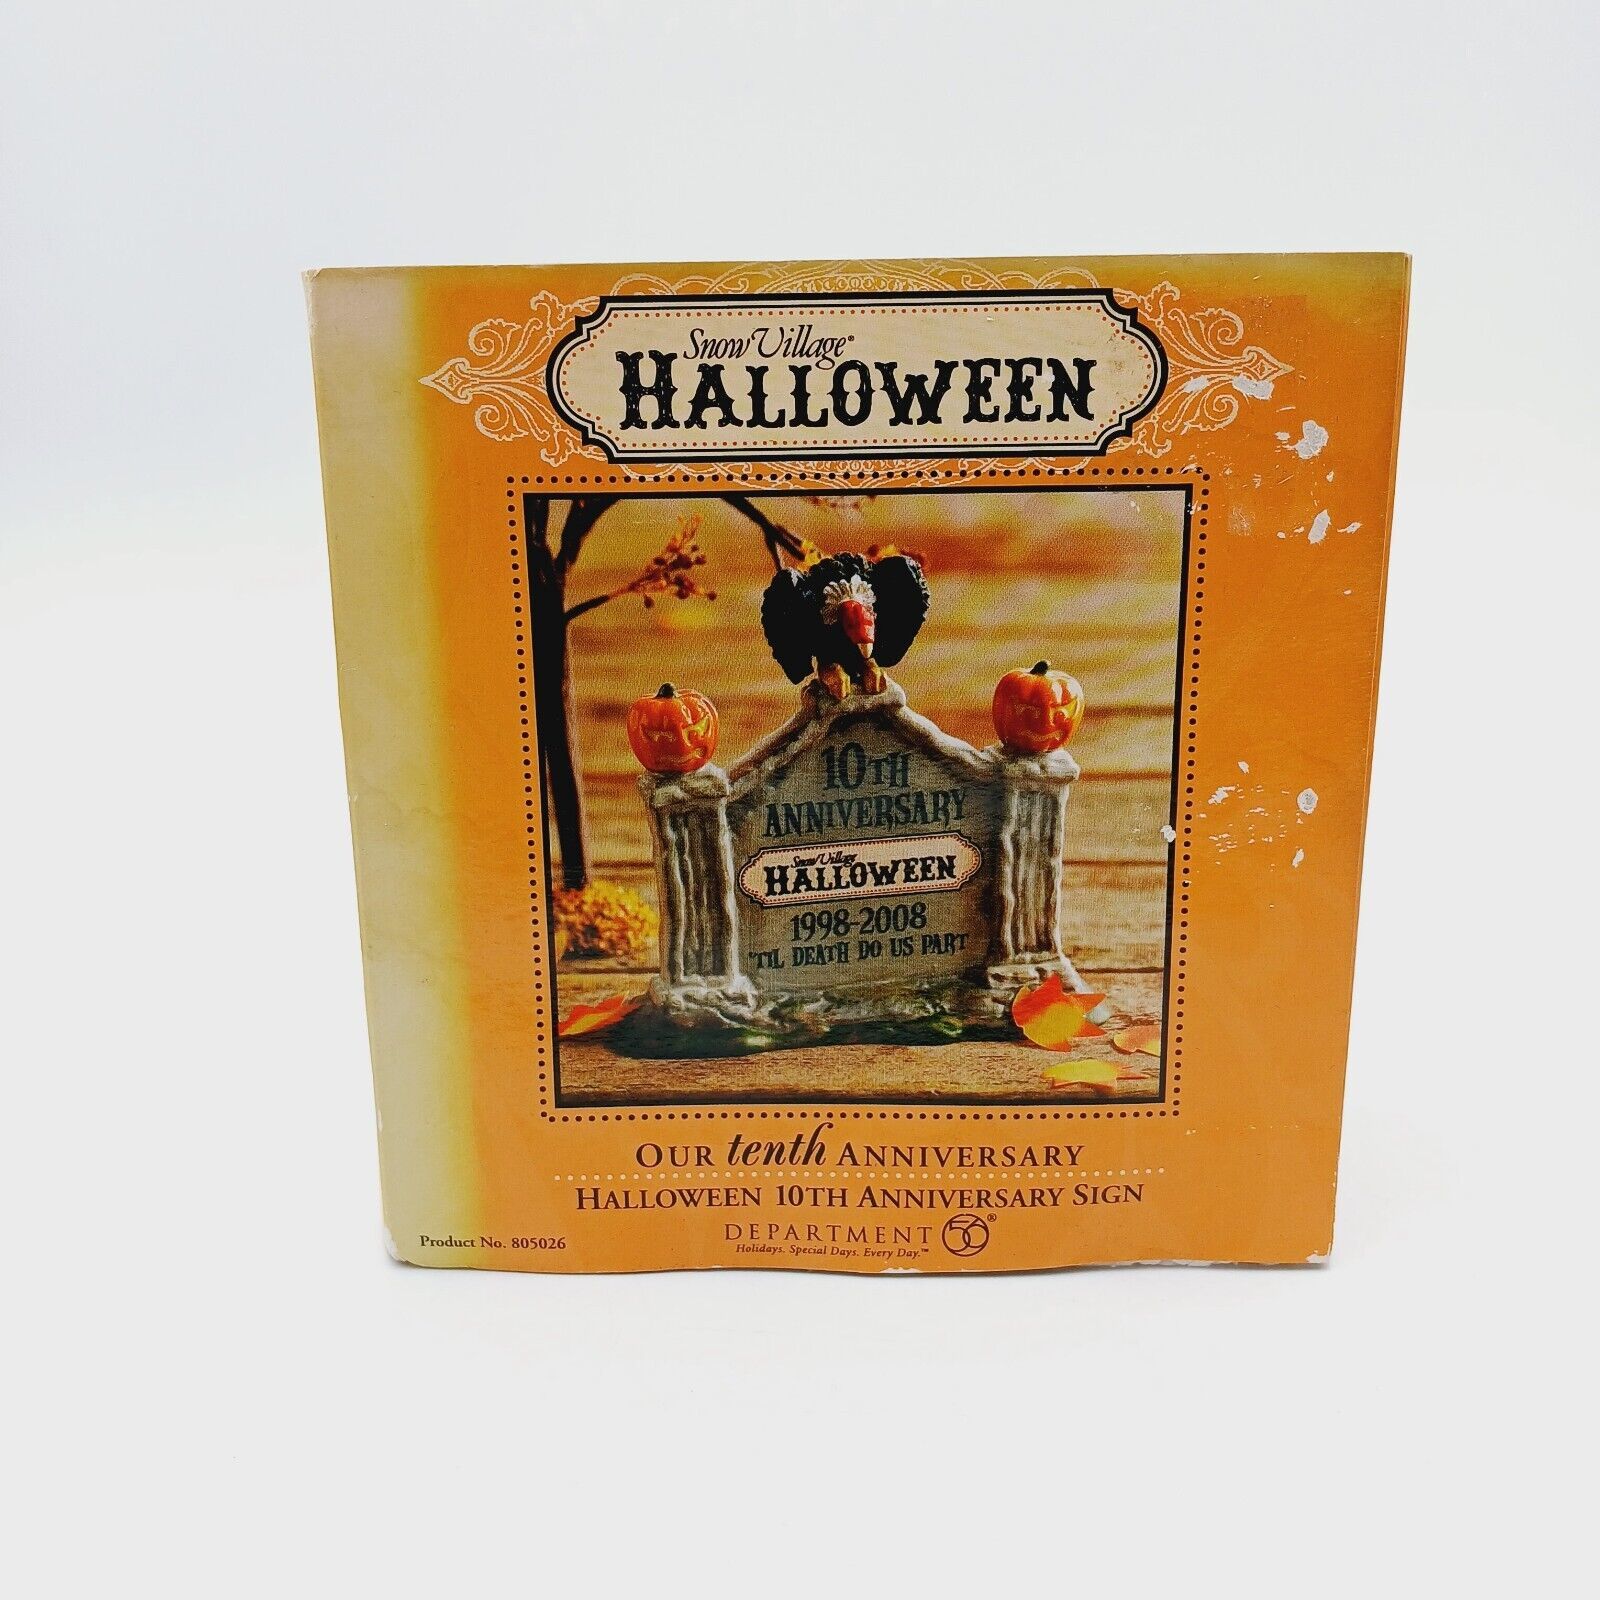 Snow Village®
HALLOWEEN
10TH
ANNIVERSARY
Snow Village
HALLOWEEN
1998-2008
'TIL DEATH DO US PART
OUR tenth ANNIVERSARY
HALLOWEEN 10TH ANNIVERSARY SIGN
DEPARTMENT 56®
Holidays. Special Days. Every Day.™
Product No. 805026